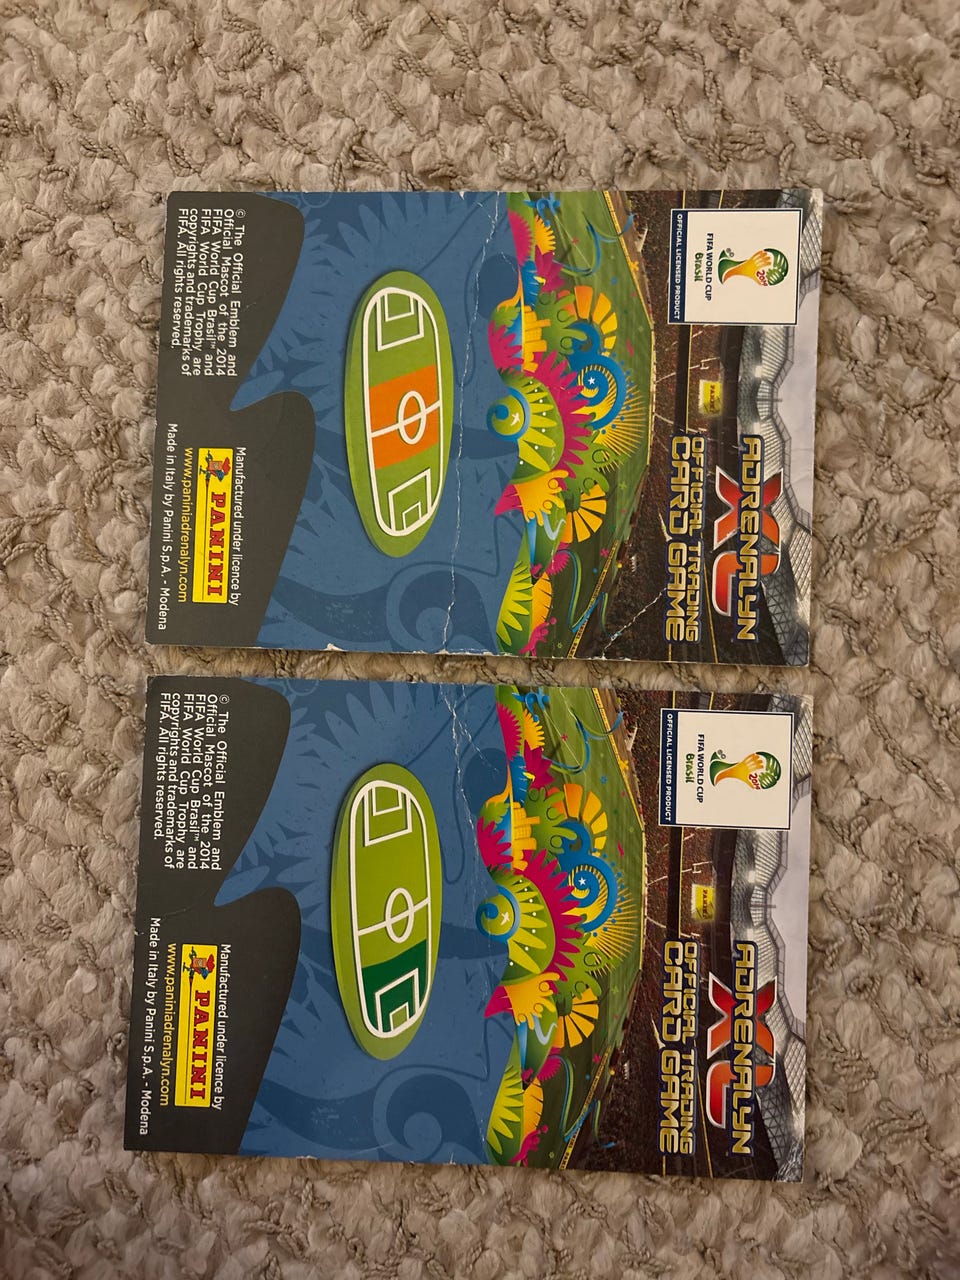 2014
FIFA WORLD CUP
Brasil
OFFICIAL LICENSED PRODUCT
PANINI
ADRENALYN
XL
OFFICIAL TRADING
CARD GAME
© The Official Emblem and
Official Mascot of the 2014
FIFA World Cup Brasil™ and
FIFA World Cup Trophy are
copyrights and trademarks of
FIFA. All rights reserved.
Manufactured under licence by
PANINI
www.paniniadrenalyn.com
Made in Italy by Panini S.p.A. - Modena
2014
FIFA WORLD CUP
Brasil
OFFICIAL LICENSED PRODUCT
PANINI
ADRENALYN
XL
OFFICIAL TRADING
CARD GAME
© The Official Emblem and
Official Mascot of the 2014
FIFA World Cup Brasil™ and
FIFA World Cup Trophy are
copyrights and trademarks of
FIFA. All rights reserved.
Manufactured under licence by
PANINI
www.paniniadrenalyn.com
Made in Italy by Panini S.p.A. - Modena